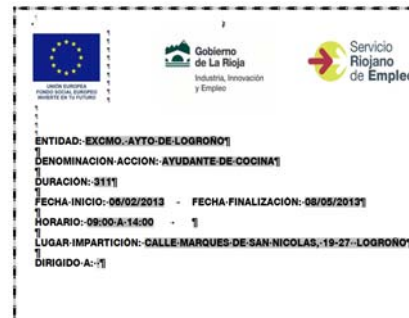 UNIÓN EUROPEA
FONDO SOCIAL EUROPEO
INVIERTE EN TU FUTURO
Gobierno
de La Rioja
Industria, Innovación
y Empleo
Servicio
Riojano
de Empleo
ENTIDAD: EXCMO. AYTO DE LOGROÑO¶
DENOMINACION ACCION: AYUDANTE DE COCINA¶
DURACIÓN: 311¶
FECHA INICIO: 06/02/2013 - FECHA FINALIZACIÓN: 08/05/2013¶
HORARIO: 09:00 A 14:00 - ¶
LUGAR IMPARTICIÓN: CALLE MARQUES DE SAN NICOLAS, 19-27 LOGROÑO¶
DIRIGIDO A: ¶